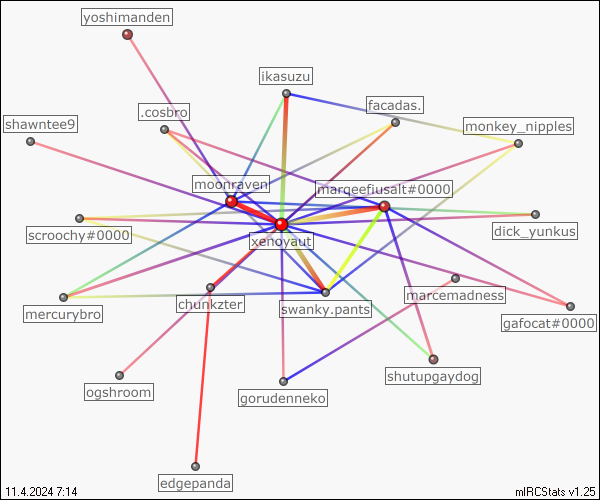 yoshimanden
ikasuzu
facadas.
.cosbro
shawntee9
monkey_nipples
moonraven
marqeefiusait#0000
xenoyaut
scroochy#0000
dick_yunkus
chunkzter
marcemadness
mercurybro
swanky.pants
gafocat#0000
shutupgaydog
ogshroom
gorudenneko
edgepanda
11.4.2024 7:14
mIRCStats v1.25